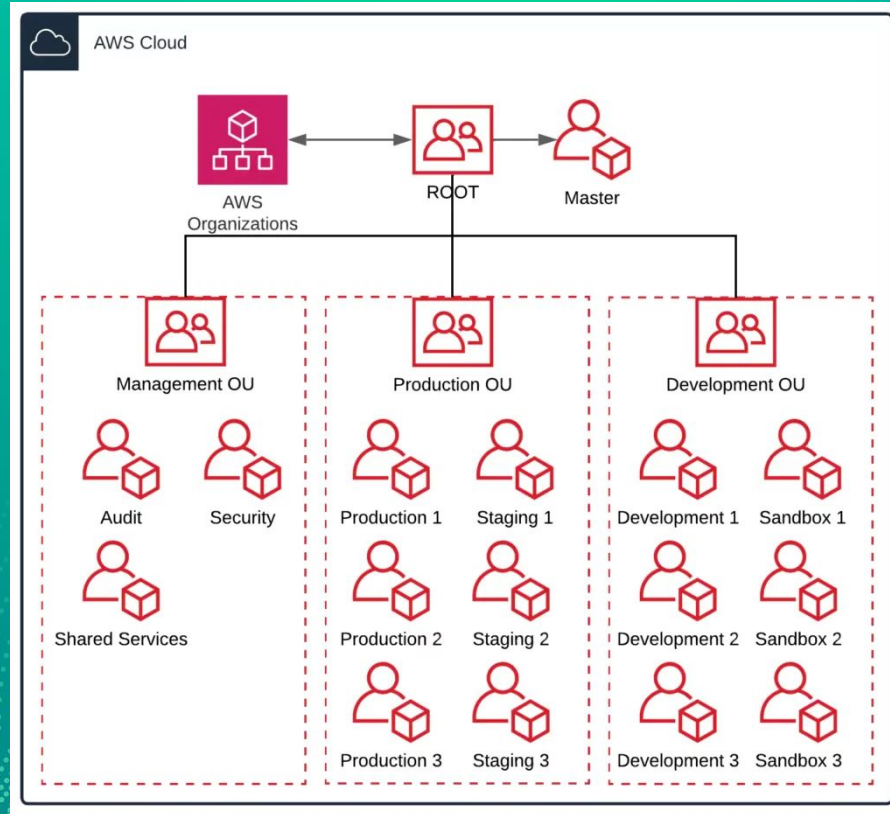 AWS Cloud
AWS
Organizations
ROOT
Master
Management OU
Production OU
Development OU
Audit
Security
Production 1
Staging 1
Development 1
Sandbox 1
Shared Services
Production 2
Staging 2
Development 2
Sandbox 2
Production 3
Staging 3
Development 3
Sandbox 3